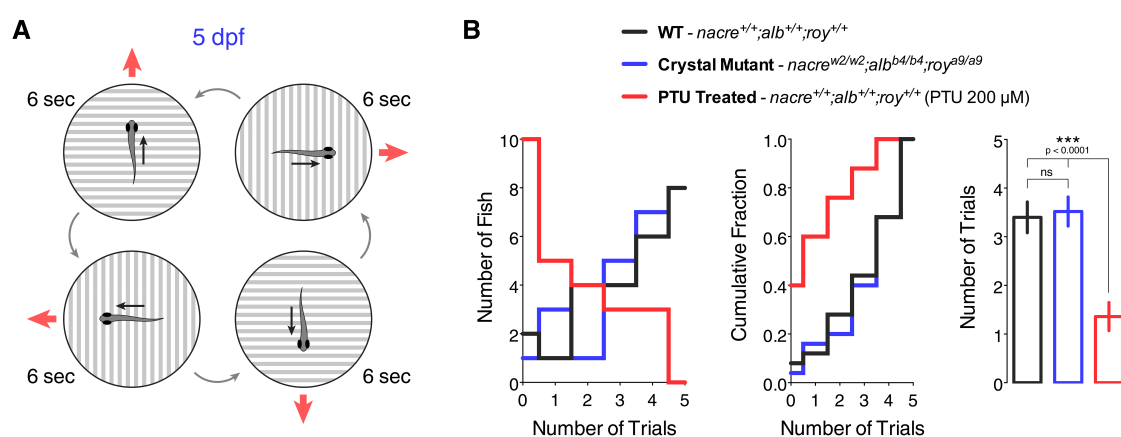 A
5 dpf
6 sec
6 sec
6 sec
6 sec
B
WT - nacre+/+;alb+/+;roy+/+
Crystal Mutant - nacrew2/w2;albb4/b4;roya9/a9
PTU Treated - nacre+/+;alb+/+;roy+/+ (PTU 200 µM)
Number of Fish
10
8
6
4
2
0
0 1 2 3 4 5
Number of Trials
Cumulative Fraction
1.0
0.8
0.6
0.4
0.2
0.0
0 1 2 3 4 5
Number of Trials
Number of Trials
5
4
3
2
1
0
***
p < 0.0001
ns